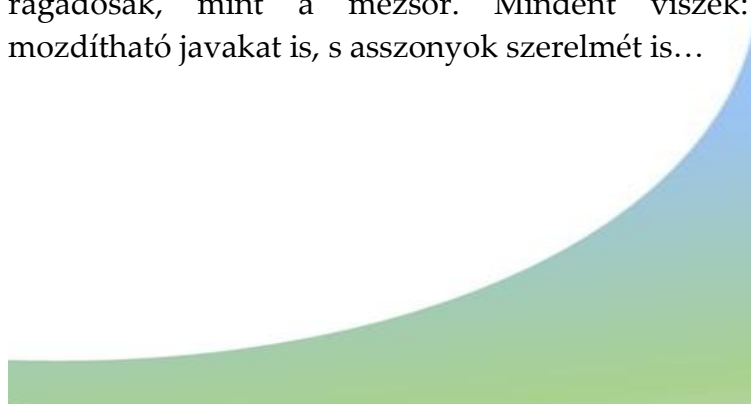 ragadósak, mint a mézsör. Mindent viszek:
mozdítható javakat is, s asszonyok szerelmét is…